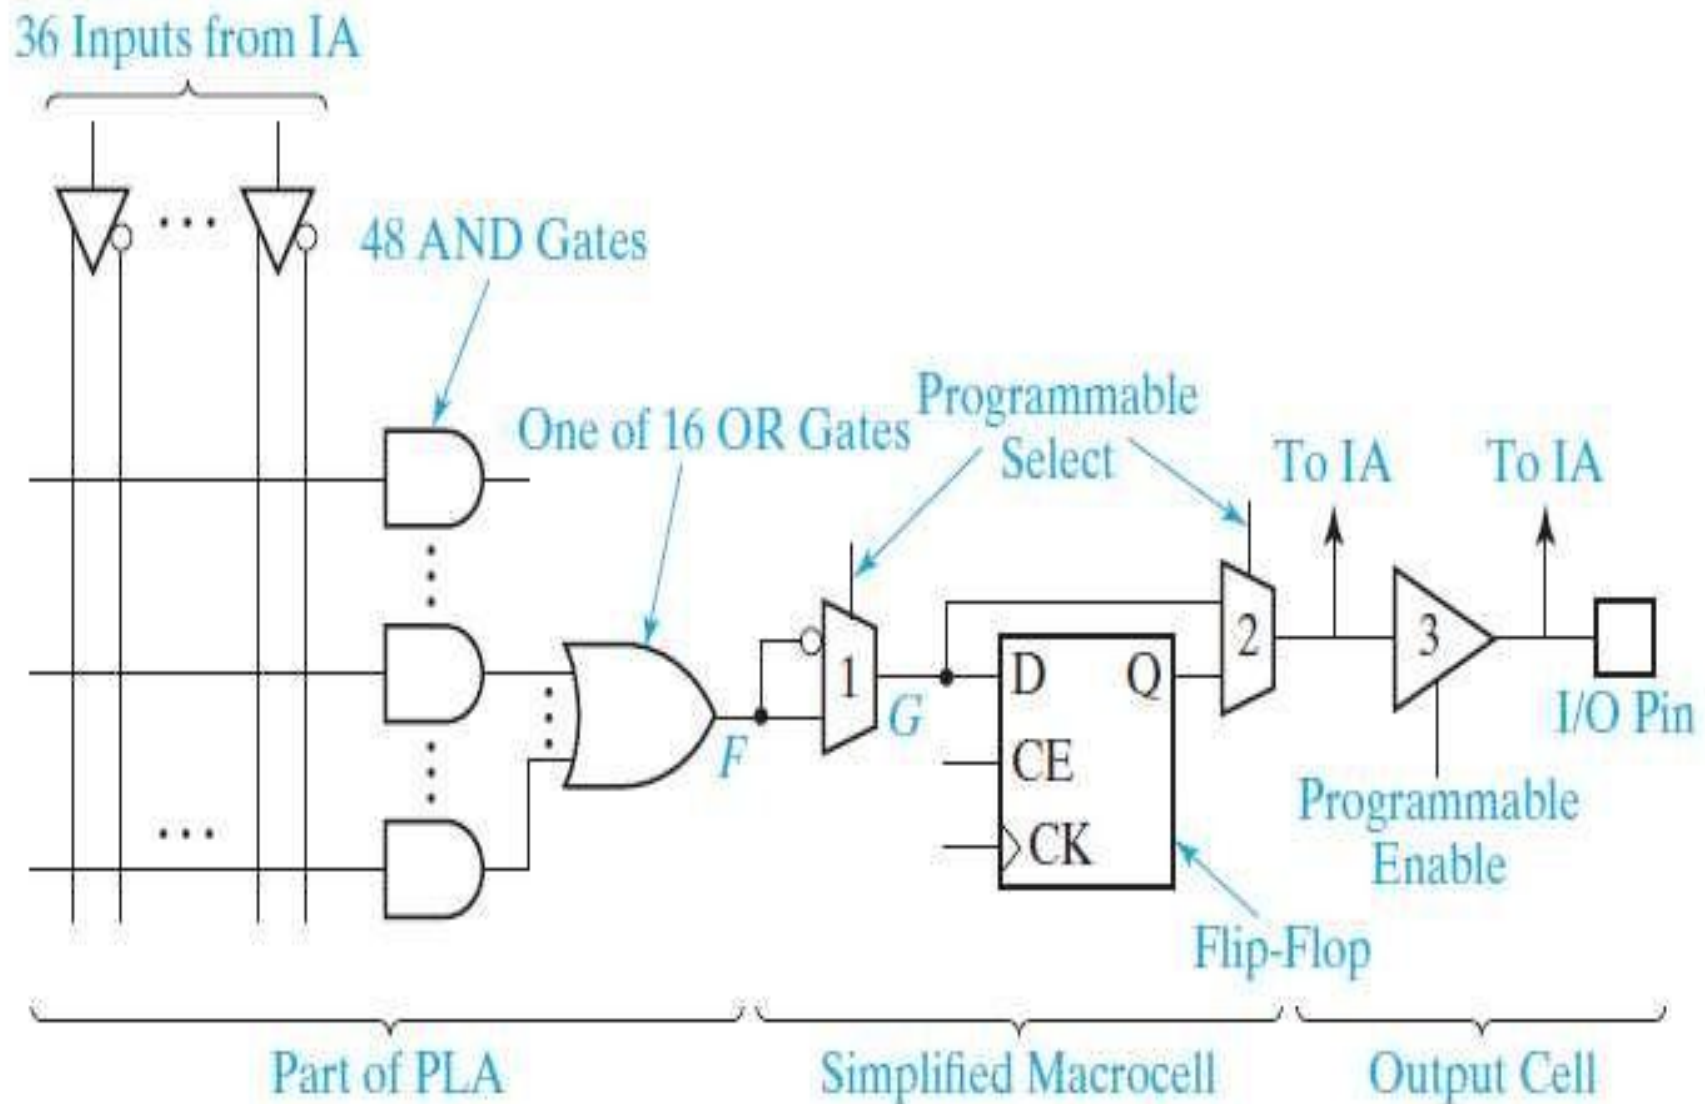 36 Inputs from IA
48 AND Gates
One of 16 OR Gates
Programmable
Select
To IA
To IA
1
2
3
F
G
D
Q
CE
CK
I/O Pin
Programmable
Enable
Flip-Flop
Part of PLA
Simplified Macrocell
Output Cell